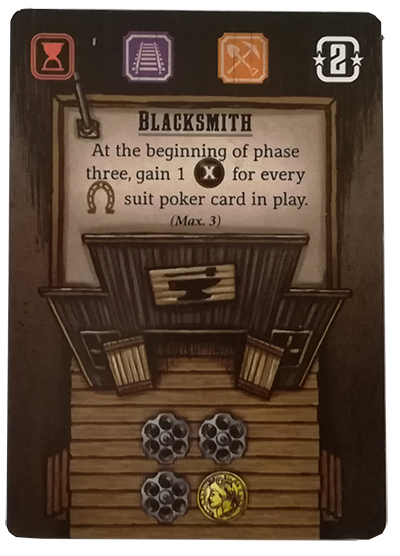 2
BLACKSMITH
At the beginning of phase
three, gain 1 X for every
suit poker card in play.
(Max. 3)